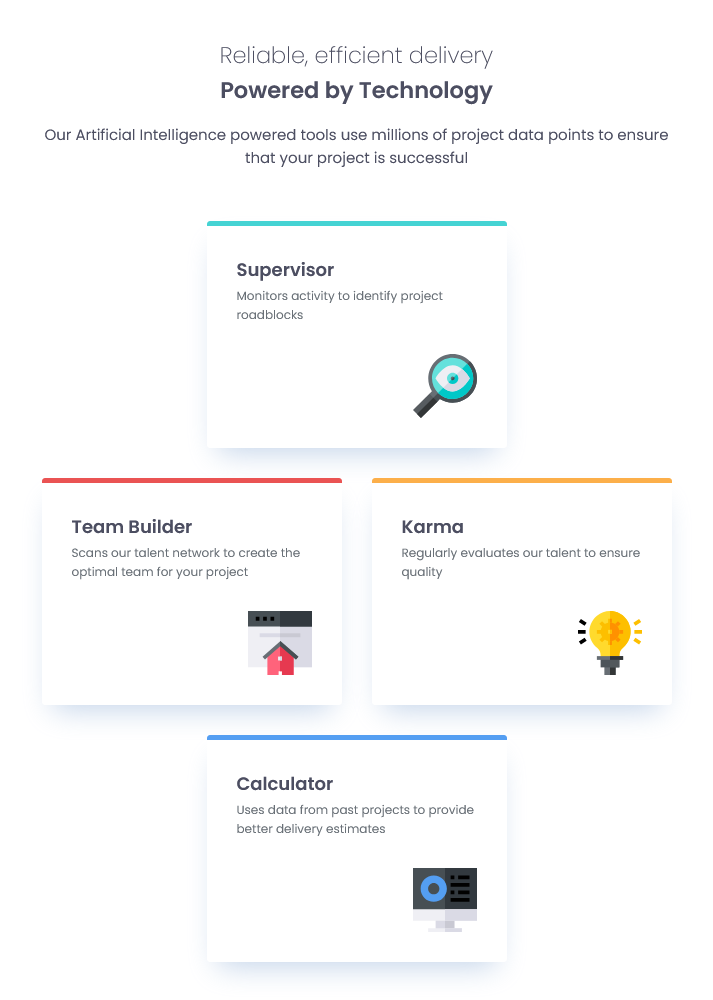 Reliable, efficient delivery
Powered by Technology
Our Artificial Intelligence powered tools use millions of project data points to ensure
that your project is successful
Supervisor
Monitors activity to identify project
roadblocks
Team Builder
Scans our talent network to create the
optimal team for your project
Karma
Regularly evaluates our talent to ensure
quality
Calculator
Uses data from past projects to provide
better delivery estimates